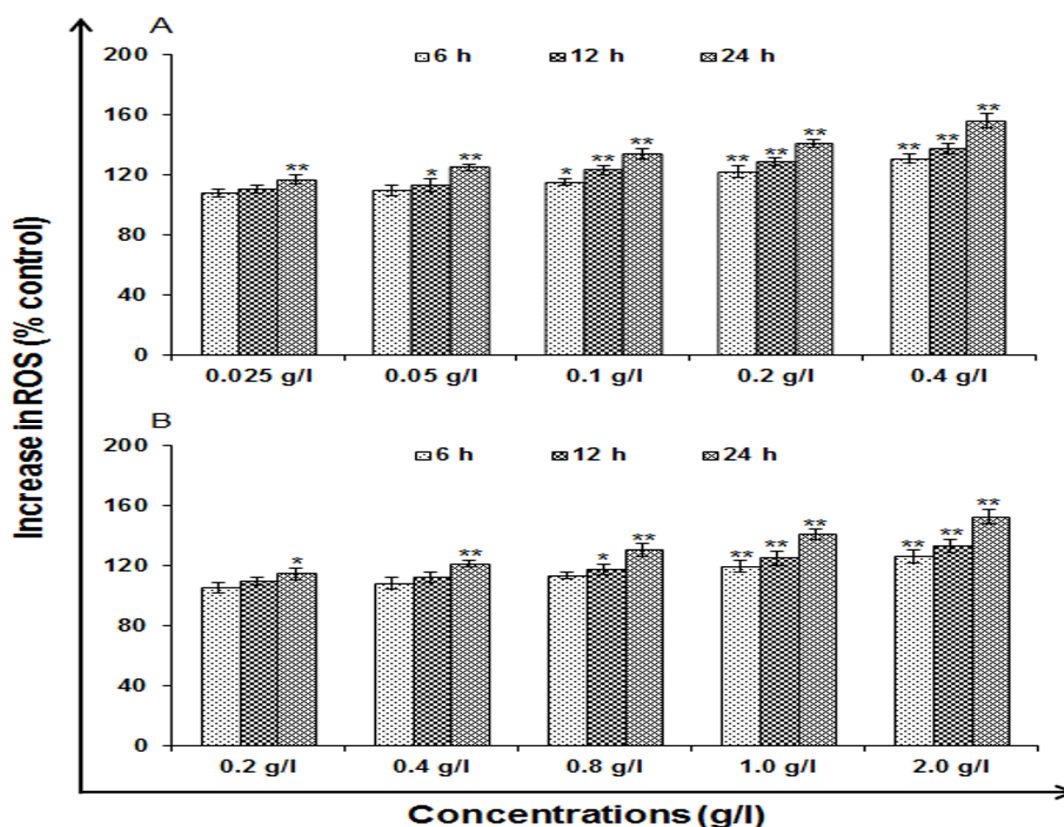 A
Increase in ROS (% control)
6 h 12 h 24 h
200
160
120
80
40
0
** * ** * ** ** ** ** ** ** ** **
0.025 g/l 0.05 g/l 0.1 g/l 0.2 g/l 0.4 g/l
B
6 h 12 h 24 h
200
160
120
80
40
0
* ** * ** ** ** ** ** ** **
0.2 g/l 0.4 g/l 0.8 g/l 1.0 g/l 2.0 g/l
Concentrations (g/l)